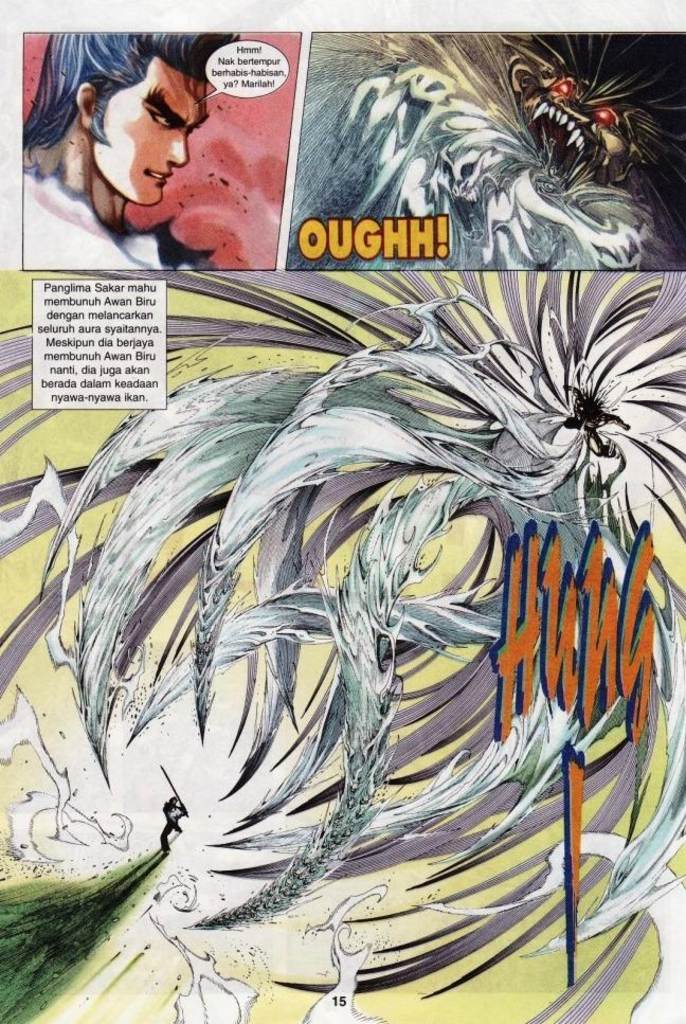 Hmm!
Nak bertempur
berhabis-habisan,
ya? Marilah!
OUGHH!
Panglima Sakar mahu
membunuh Awan Biru
dengan melancarkan
seluruh aura syaitannya.
Meskipun dia berjaya
membunuh Awan Biru
nanti, dia juga akan
berada dalam keadaan
nyawa-nyawa ikan.
HUUUG!
15